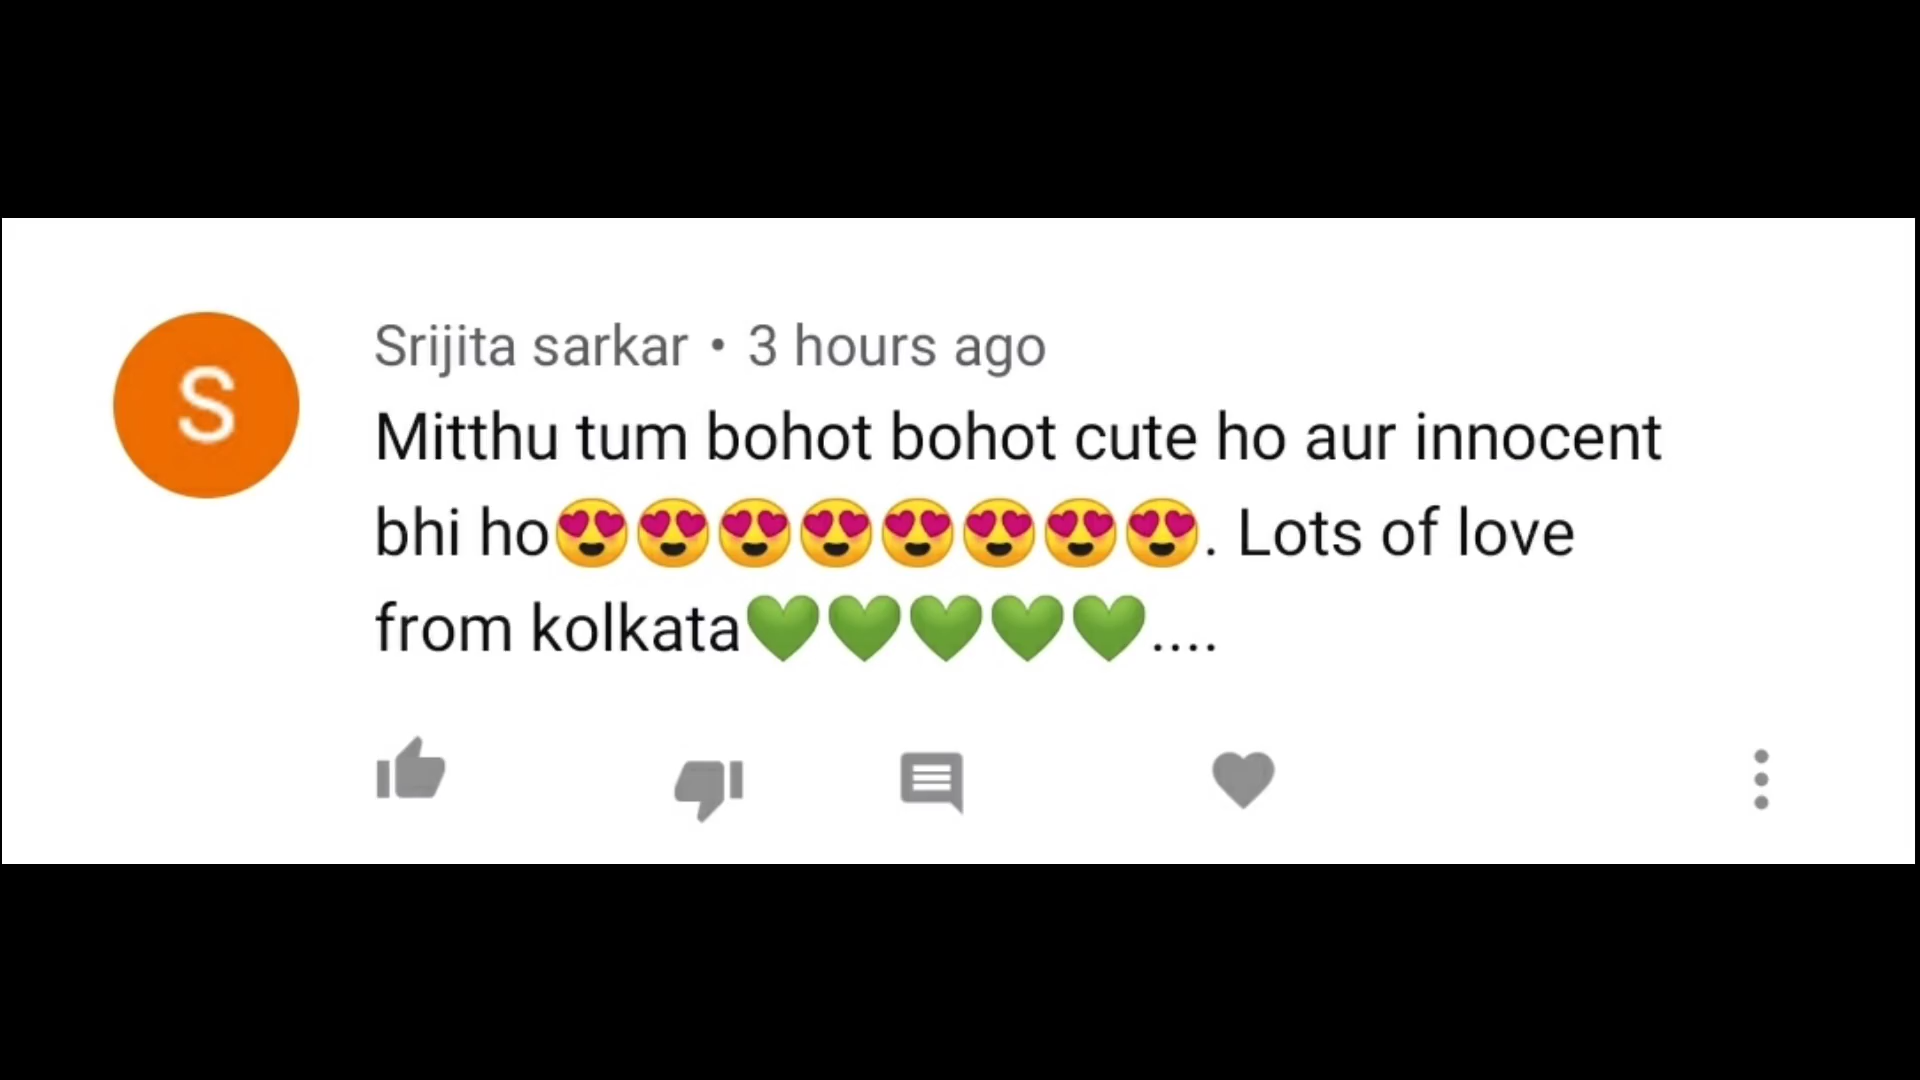 S
Srijita sarkar • 3 hours ago
Mitthu tum bohot bohot cute ho aur innocent
bhi ho😍😍😍😍😍😍😍😍. Lots of love
from kolkata💚💚💚💚💚....